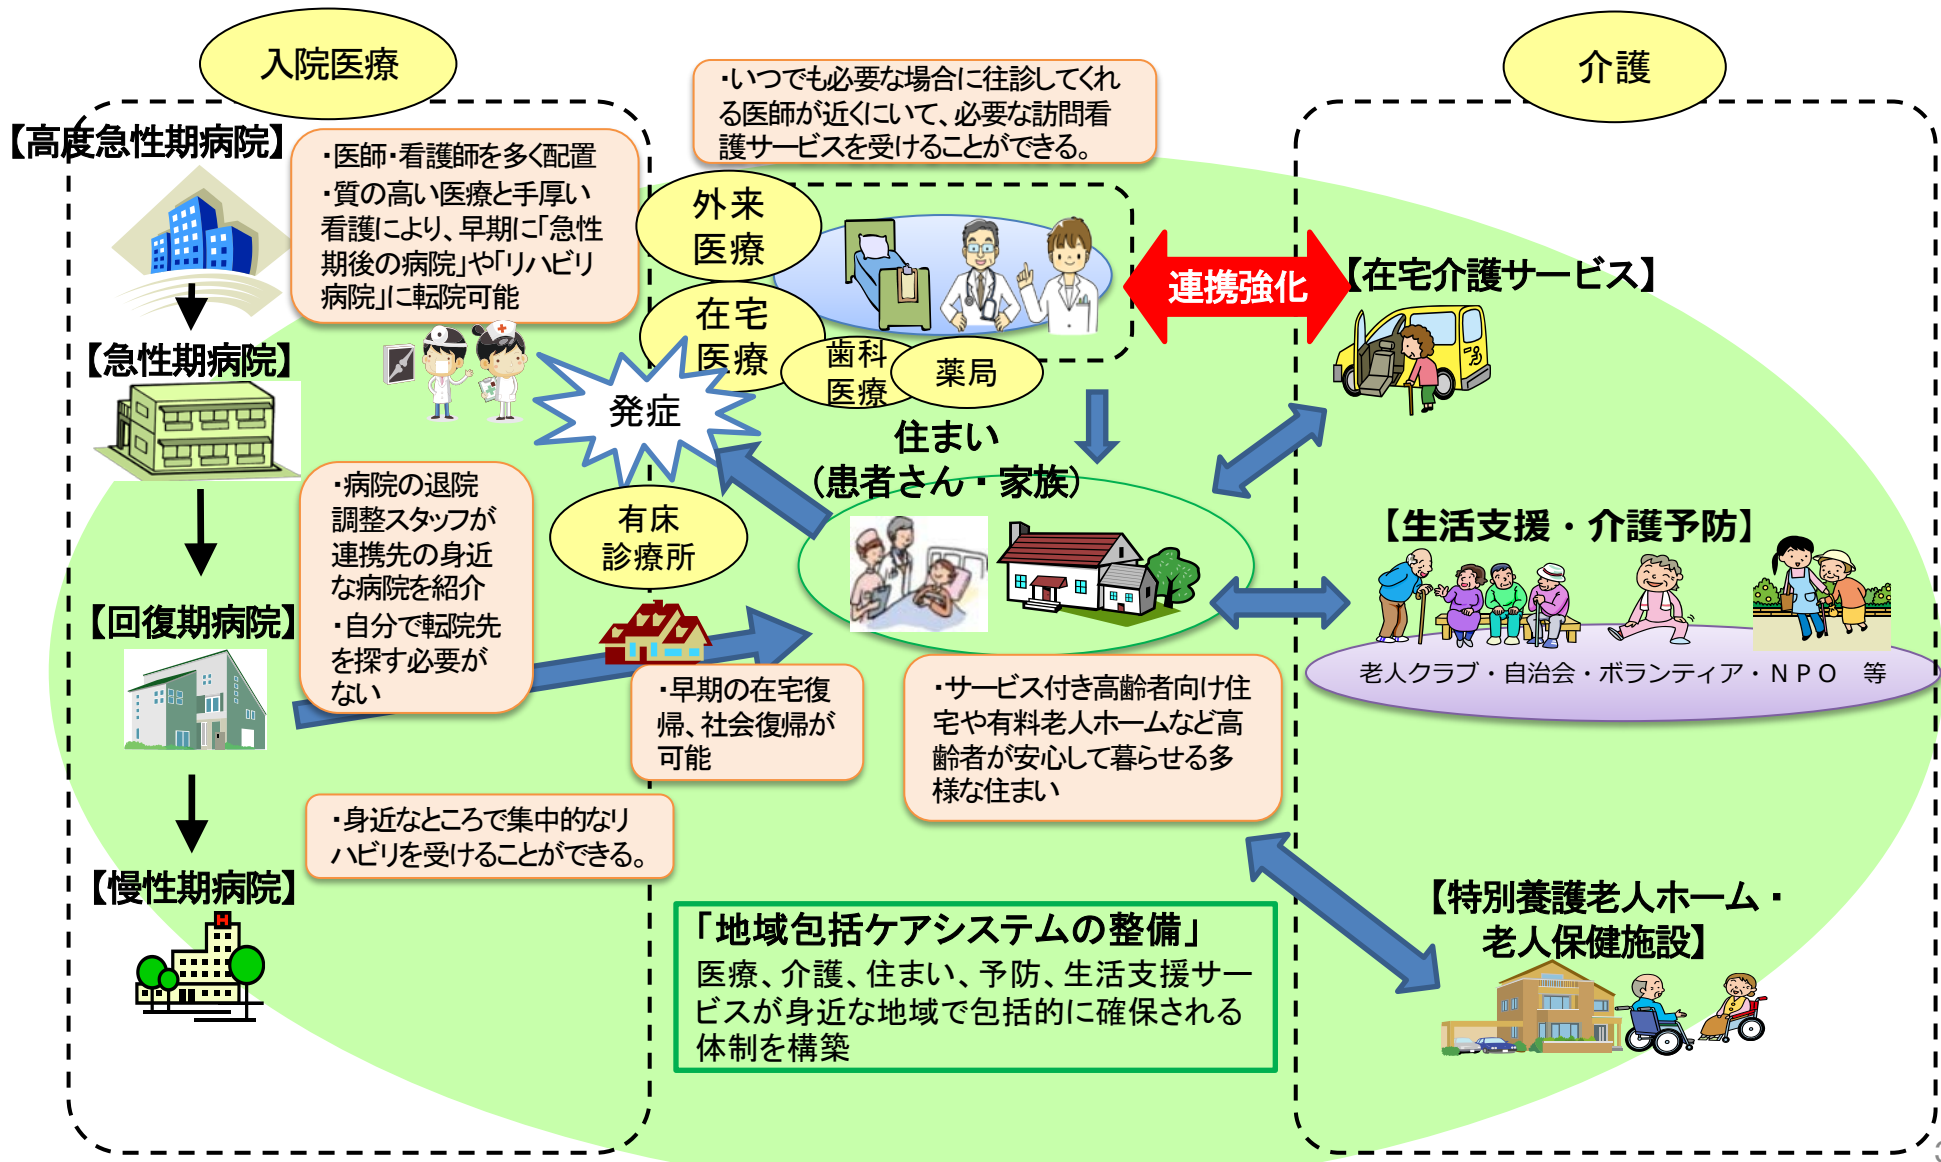 入院医療
【高度急性期病院】
・医師・看護師を多く配置
・質の高い医療と手厚い
看護により、早期に「急性
期後の病院」や「リハビリ
病院」に転院可能
【急性期病院】
・病院の退院
調整スタッフが
連携先の身近
な病院を紹介
・自分で転院先
を探す必要が
ない
【回復期病院】
・身近なところで集中的なリ
ハビリを受けることができる。
【慢性期病院】
H
・いつでも必要な場合に往診してくれ
る医師が近くにいて、必要な訪問看
護サービスを受けることができる。
外来
医療
在宅
医療
歯科
医療
薬局
発症
有床
診療所
住まい
(患者さん・家族)
・早期の在宅復
帰、社会復帰が
可能
・サービス付き高齢者向け住
宅や有料老人ホームなど高
齢者が安心して暮らせる多
様な住まい
「地域包括ケアシステムの整備」
医療、介護、住まい、予防、生活支援サー
ビスが身近な地域で包括的に確保される
体制を構築
連携強化
介護
【在宅介護サービス】
【生活支援・介護予防】
老人クラブ・自治会・ボランティア・NPO 等
【特別養護老人ホーム・
老人保健施設】